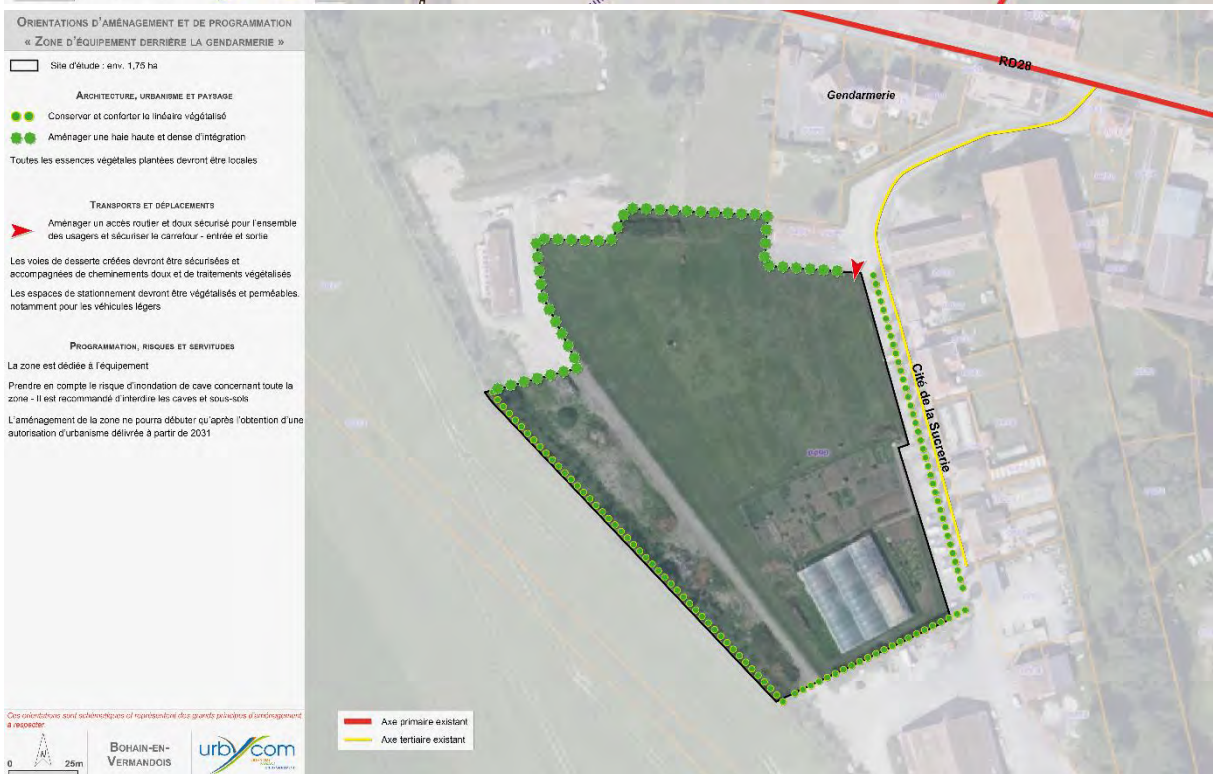 ORIENTATIONS D'AMÉNAGEMENT ET DE PROGRAMMATION
« ZONE D'ÉQUIPEMENT DERRIÈRE LA GENDARMERIE »
Site d'étude : env. 1,75 ha
ARCHITECTURE, URBANISME ET PAYSAGE
Conserver et conforter le linéaire végétalisé
Aménager une haie haute et dense d'intégration
Toutes les essences végétales plantées devront être locales
TRANSPORTS ET DÉPLACEMENTS
Aménager un accès routier et doux sécurisé pour l'ensemble
des usagers et sécuriser le carrefour - entrée et sortie
Les voies de desserte créées devront être sécurisées et
accompagnées de cheminements doux et de traitements végétalisés
Les espaces de stationnement devront être végétalisés et perméables,
notamment pour les véhicules légers
PROGRAMMATION, RISQUES ET SERVITUDES
La zone est dédiée à l'équipement
Prendre en compte le risque d'inondation de cave concernant toute la
zone - Il est recommandé d'interdire les caves et sous-sols
L'aménagement de la zone ne pourra débuter qu'après l'obtention d'une
autorisation d'urbanisme délivrée à partir de 2031
Ces orientations sont schématiques et représentent des grands principes d'aménagement
à respecter.
0 25m
BOHAIN-EN-
VERMANDOIS
urbycom
RD28
Gendarmerie
Cité de la Sucrerie
Axe primaire existant
Axe tertiaire existant